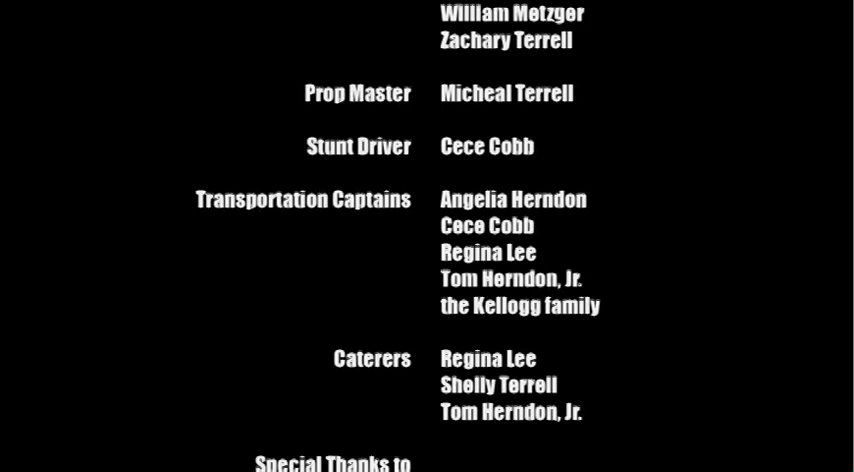 William Metzger
Zachary Terrell
Prop Master Micheal Terrell
Stunt Driver Cece Cobb
Transportation Captains Angelia Herndon
Cece Cobb
Regina Lee
Tom Herndon, Jr.
the Kellogg family
Caterers Regina Lee
Shelly Terrell
Tom Herndon, Jr.
Special Thanks to